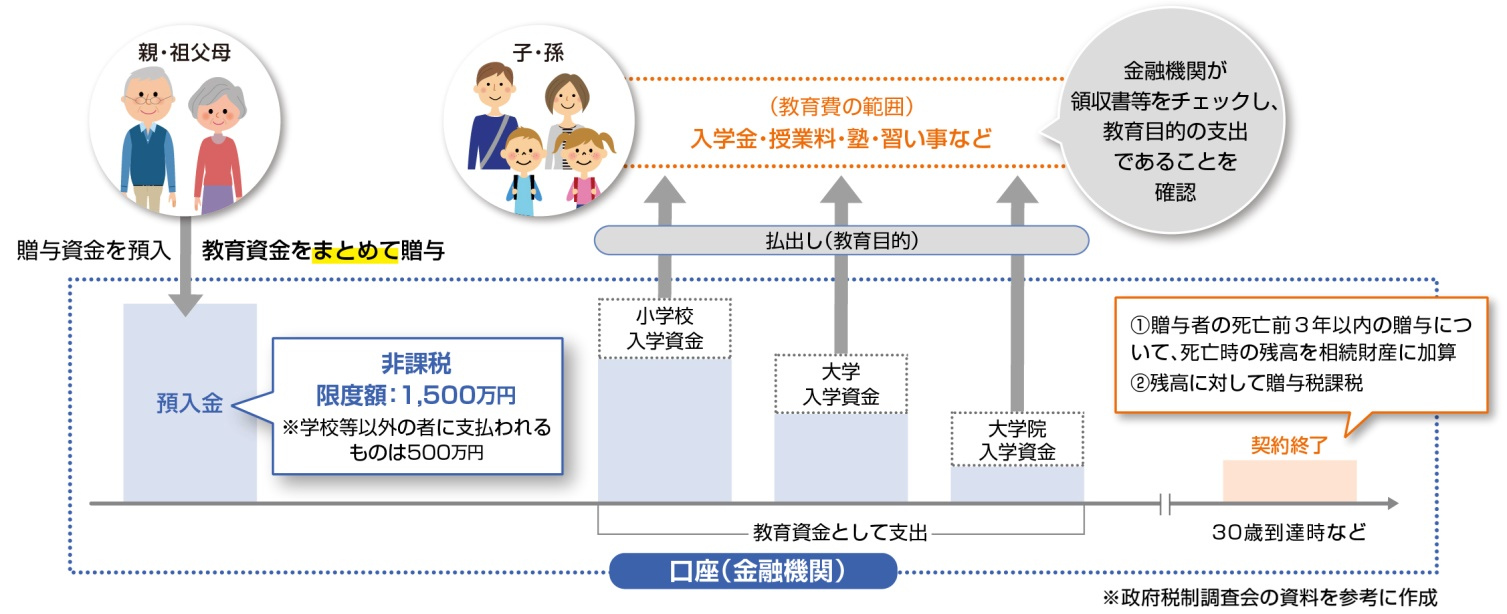 親・祖父母
子・孫
(教育費の範囲)
入学金・授業料・塾・習い事など
金融機関が
領収書等をチェックし、
教育目的の支出
であることを
確認
贈与資金を預入
教育資金をまとめて贈与
払出し(教育目的)
預入金
非課税
限度額：1,500万円
※学校等以外の者に支払われる
ものは500万円
小学校
入学資金
大学
入学資金
大学院
入学資金
①贈与者の死亡前３年以内の贈与につ
いて、死亡時の残高を相続財産に加算
②残高に対して贈与税課税
契約終了
教育資金として支出
３０歳到達時など
口座(金融機関)
※政府税制調査会の資料を参考に作成